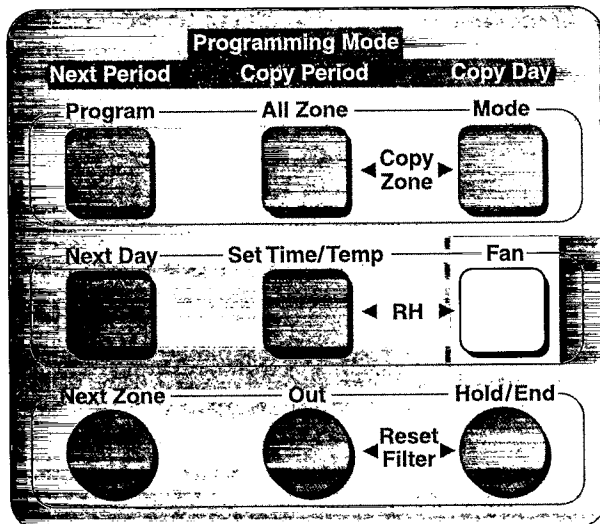 Programming Mode
Next Period Copy Period Copy Day
Program All Zone Mode
Copy
Zone
Next Day Set Time/Temp Fan
RH
Next Zone Out Hold/End
Reset
Filter